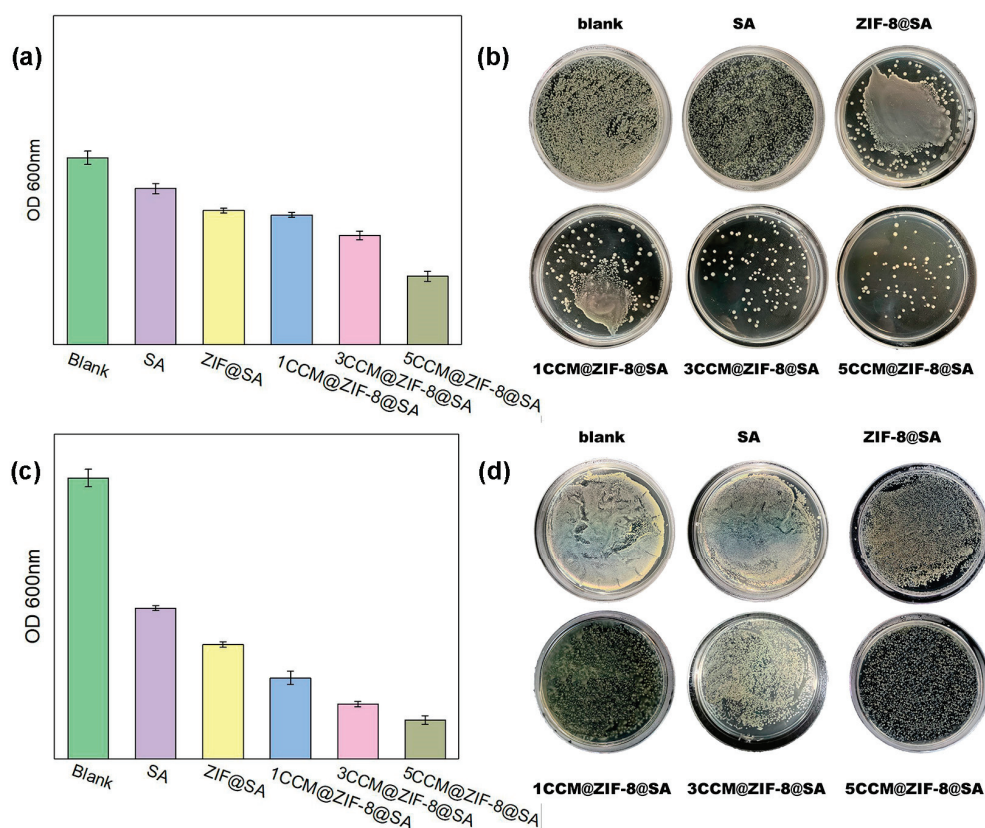 (a)
OD 600nm
Blank
SA
ZIF@SA
1CCM@ZIF-8@SA
3CCM@ZIF-8@SA
5CCM@ZIF-8@SA
(b)
blank SA ZIF-8@SA
1CCM@ZIF-8@SA 3CCM@ZIF-8@SA 5CCM@ZIF-8@SA
(c)
OD 600nm
Blank
SA
ZIF@SA
1CCM@ZIF-8@SA
3CCM@ZIF-8@SA
5CCM@ZIF-8@SA
(d)
blank SA ZIF-8@SA
1CCM@ZIF-8@SA 3CCM@ZIF-8@SA 5CCM@ZIF-8@SA